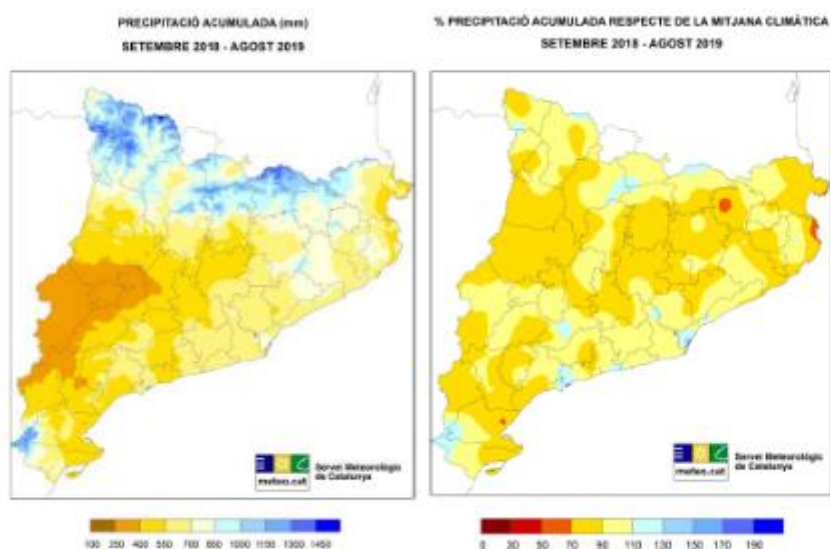 PRECIPITACIÓ ACUMULADA (mm)
SETEMBRE 2018 - AGOST 2019
% PRECIPITACIÓ ACUMULADA RESPECTE DE LA MITJANA CLIMÀTICA
SETEMBRE 2018 - AGOST 2019
Servei Meteorològic
de Catalunya
meteo.cat
Servei Meteorològic
de Catalunya
meteo.cat
100 250 400 550 700 850 1000 1150 1300 1450
0 30 50 70 90 110 130 150 170 190